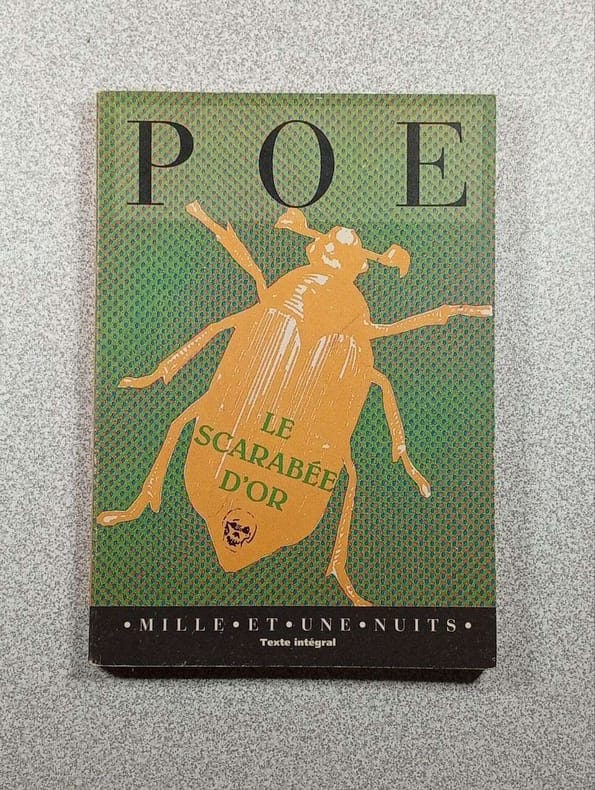 POE
LE
SCARABÉE
D'OR
•MILLE•ET•UNE•NUITS•
Texte intégral